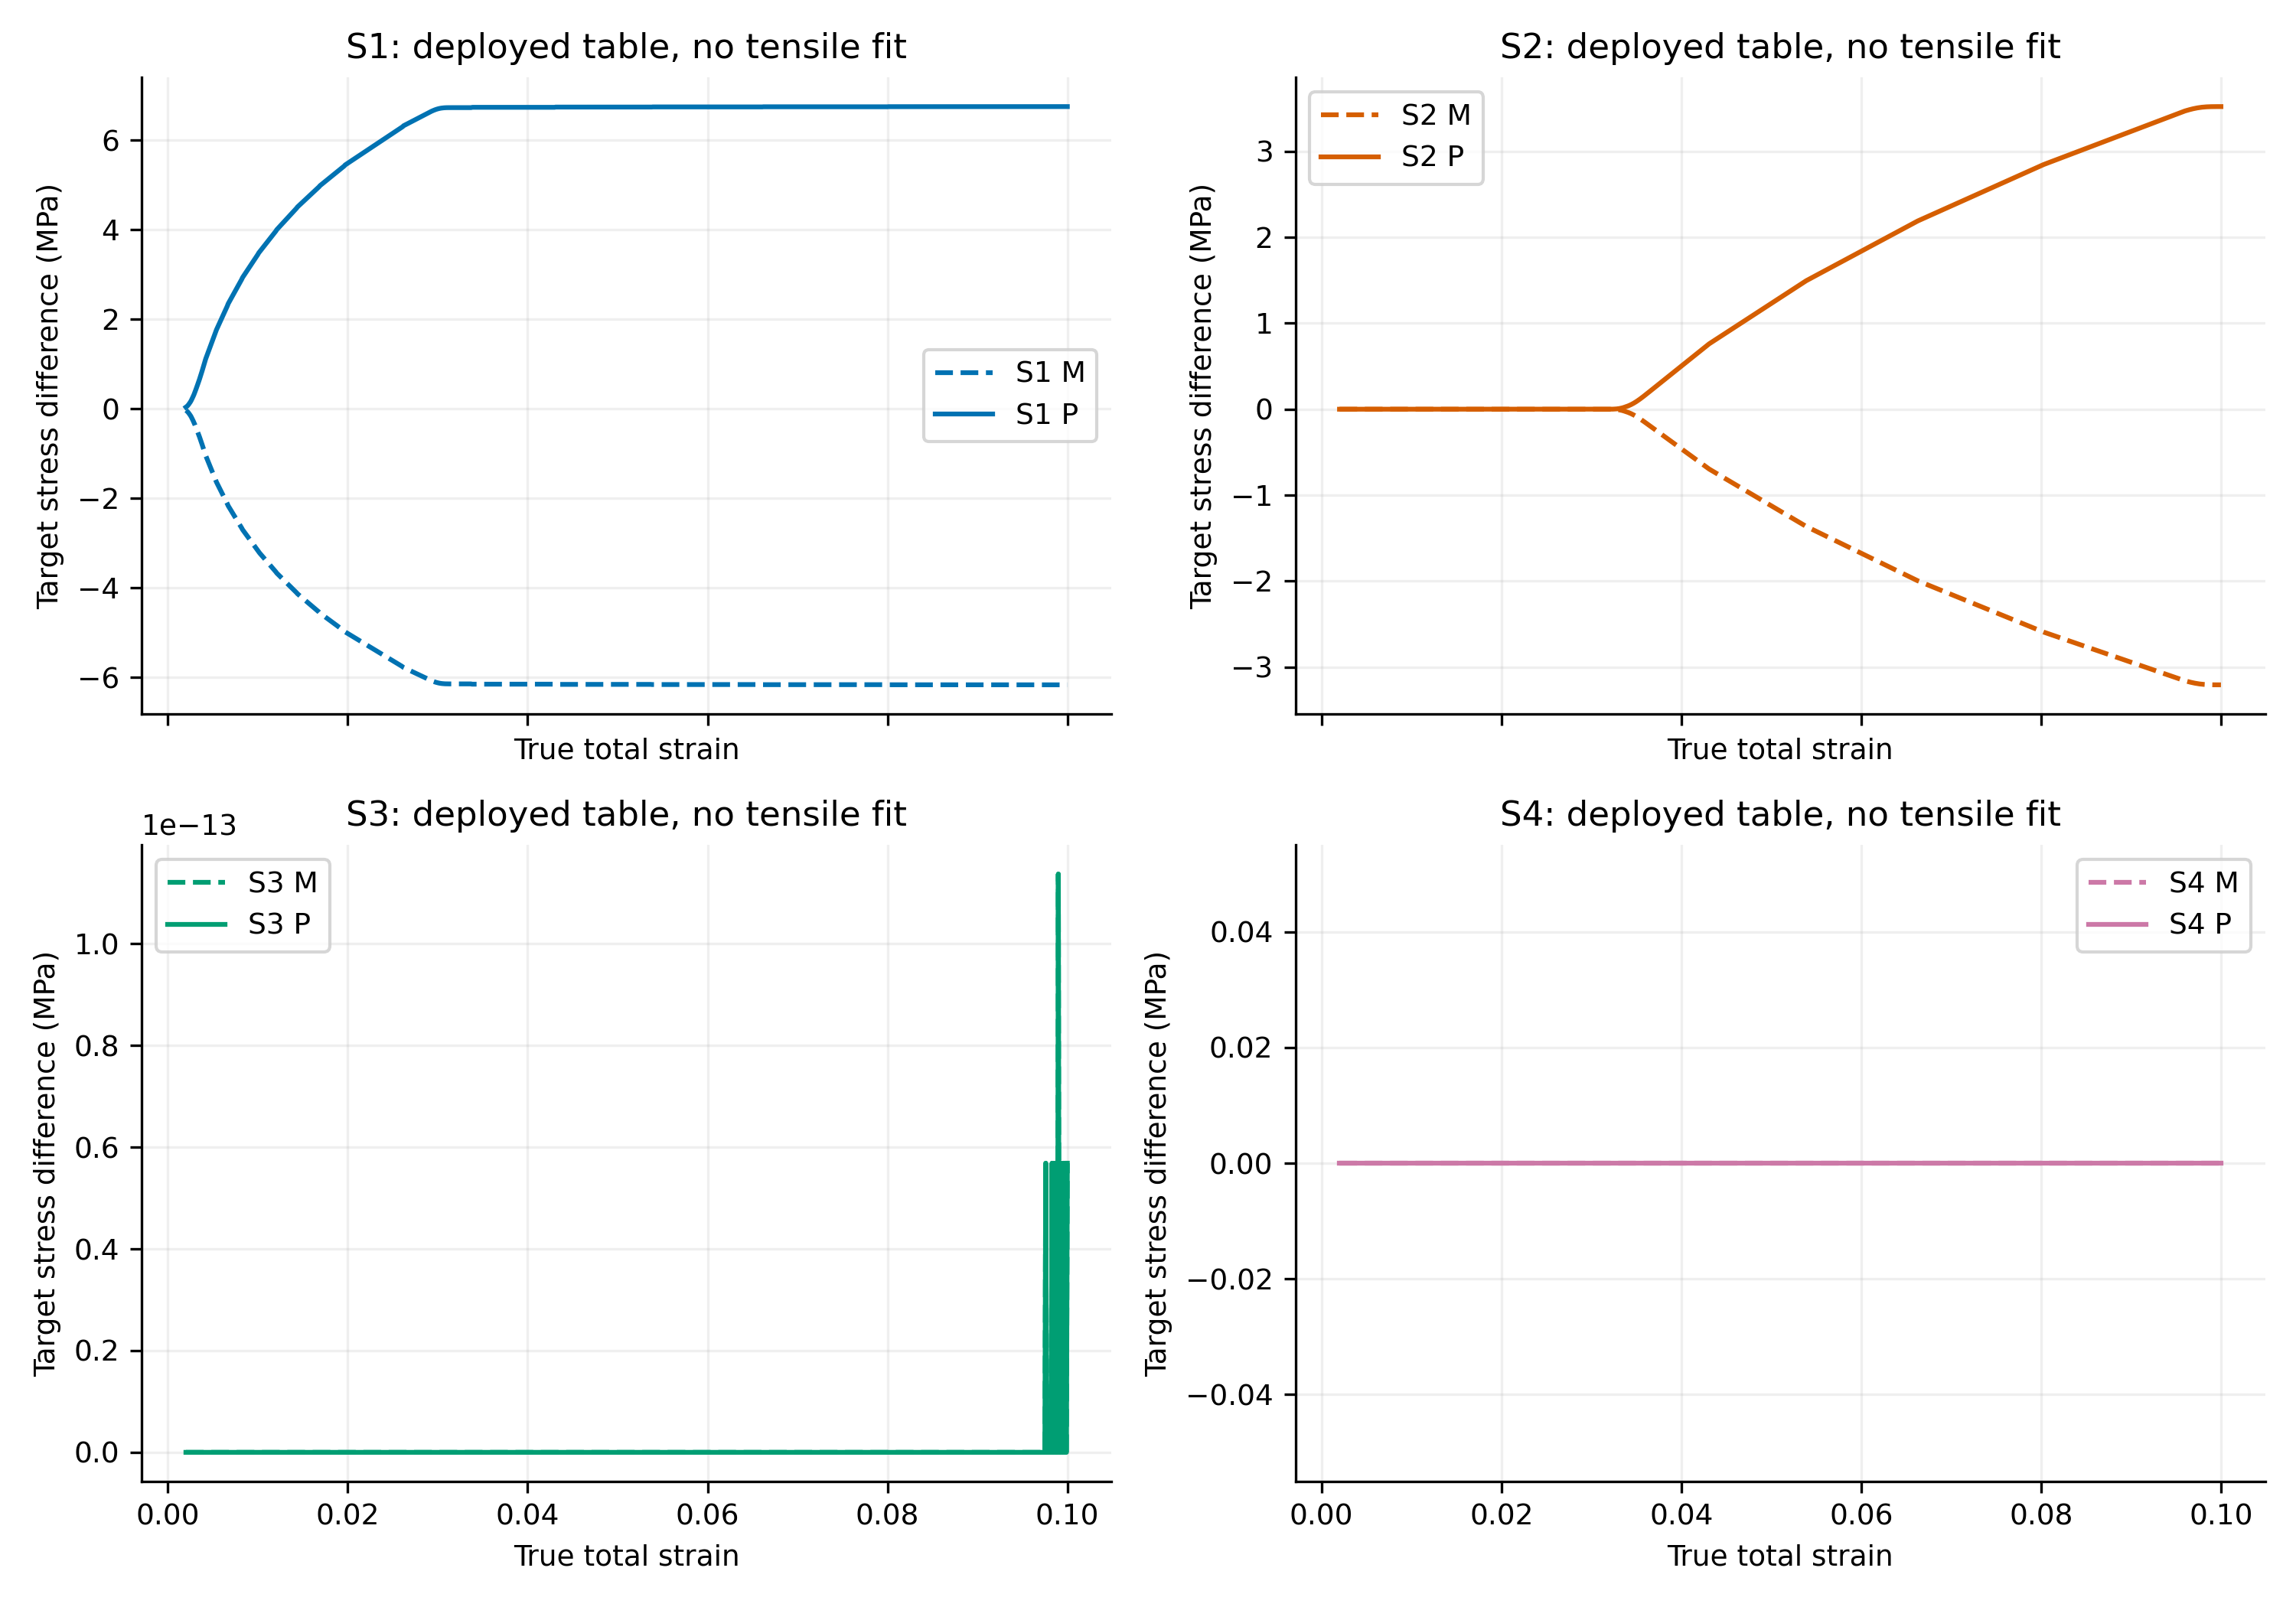 S1: deployed table, no tensile fit
Target stress difference (MPa)
6
4
2
0
−2
−4
−6
S1 M
S1 P
True total strain
S2: deployed table, no tensile fit
Target stress difference (MPa)
3
2
1
0
−1
−2
−3
S2 M
S2 P
True total strain
S3: deployed table, no tensile fit
1e−13
Target stress difference (MPa)
1.0
0.8
0.6
0.4
0.2
0.0
S3 M
S3 P
0.00 0.02 0.04 0.06 0.08 0.10
True total strain
S4: deployed table, no tensile fit
Target stress difference (MPa)
0.04
0.02
0.00
−0.02
−0.04
S4 M
S4 P
0.00 0.02 0.04 0.06 0.08 0.10
True total strain